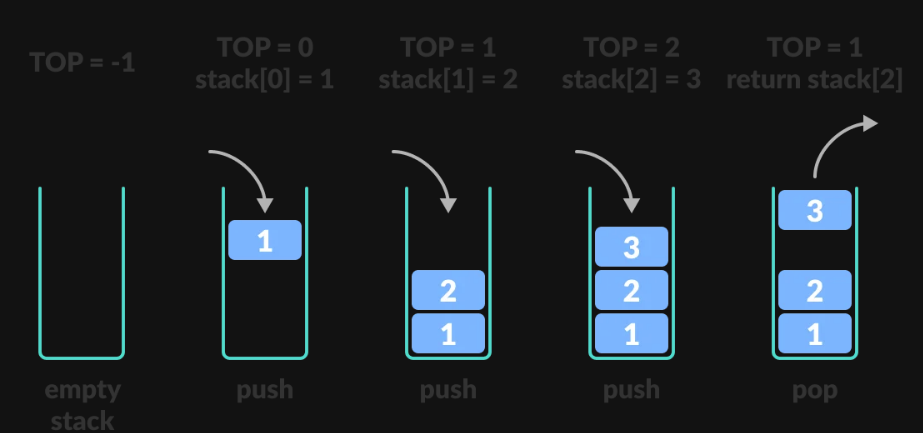 TOP = -1
TOP = 0
stack[0] = 1
TOP = 1
stack[1] = 2
TOP = 2
stack[2] = 3
TOP = 1
return stack[2]
1
2
1
3
2
1
3
2
1
empty
stack
push
push
push
pop